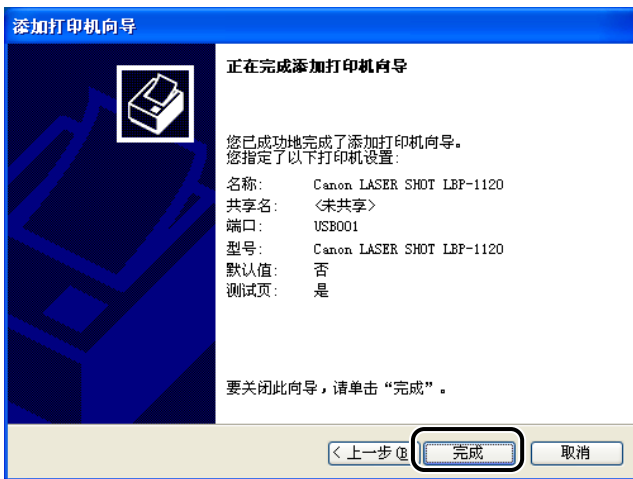 添加打印机向导
正在完成添加打印机向导
您已成功地完成了添加打印机向导。
您指定了以下打印机设置:
名称: Canon LASER SHOT LBP-1120
共享名: <未共享>
端口: USB001
型号: Canon LASER SHOT LBP-1120
默认值: 否
测试页: 是
要关闭此向导，请单击“完成”。
<上一步(B 完成 取消